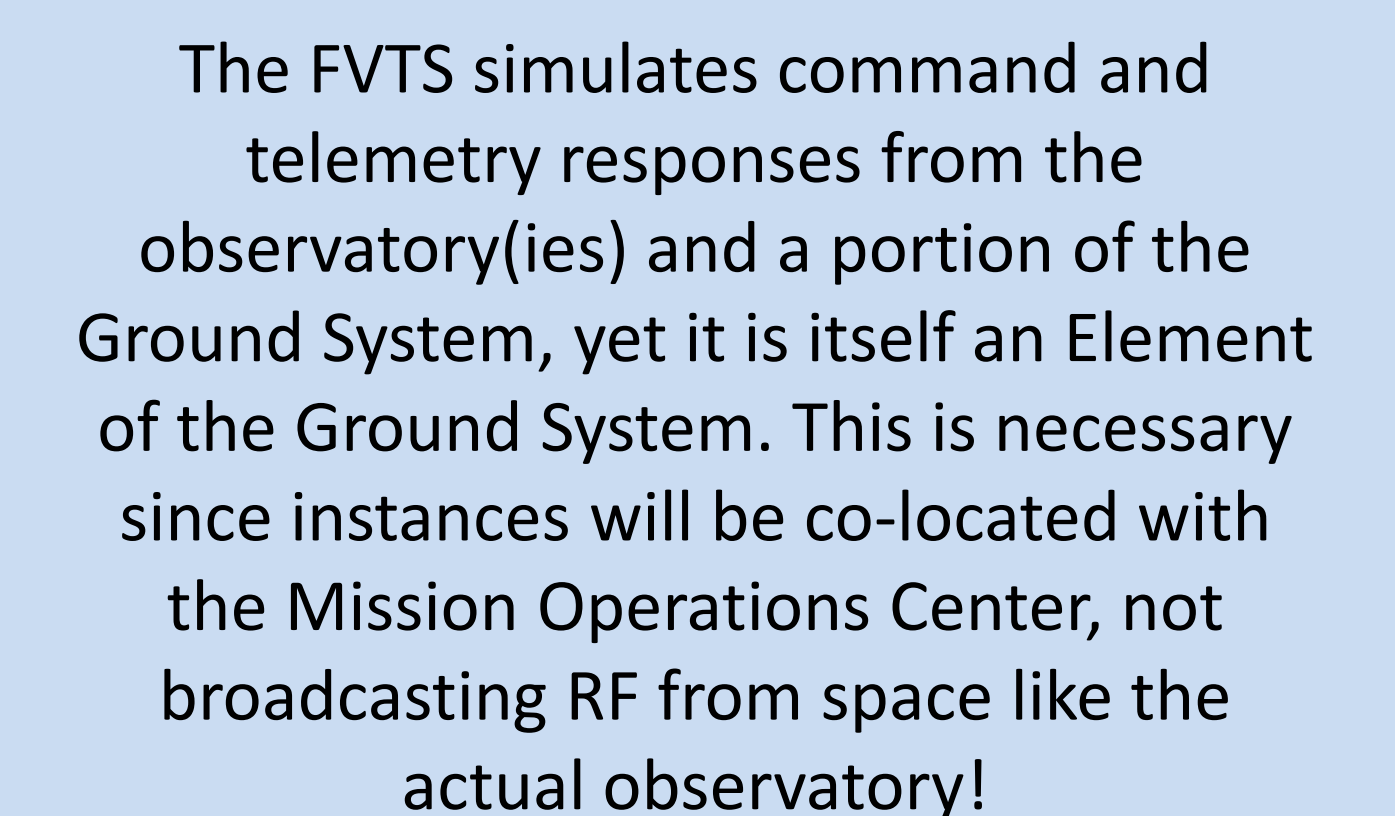 The FVTS simulates command and
telemetry responses from the
observatory(ies) and a portion of the
Ground System, yet it is itself an Element
of the Ground System. This is necessary
since instances will be co-located with
the Mission Operations Center, not
broadcasting RF from space like the
actual observatory!